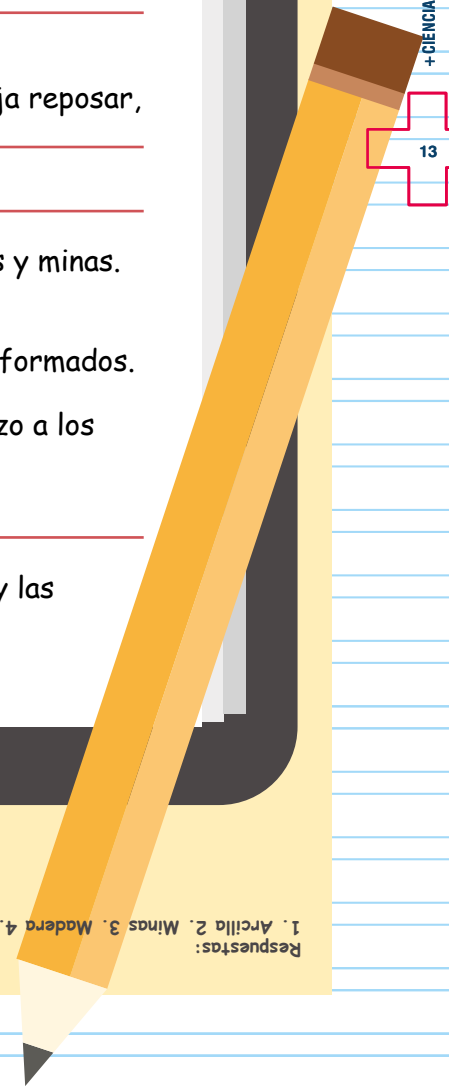 + CIENCIA
13
ja reposar,
s y minas.
formados.
zo a los
y las
Respuestas:
1. Arcilla 2. Minas 3. Madera 4.